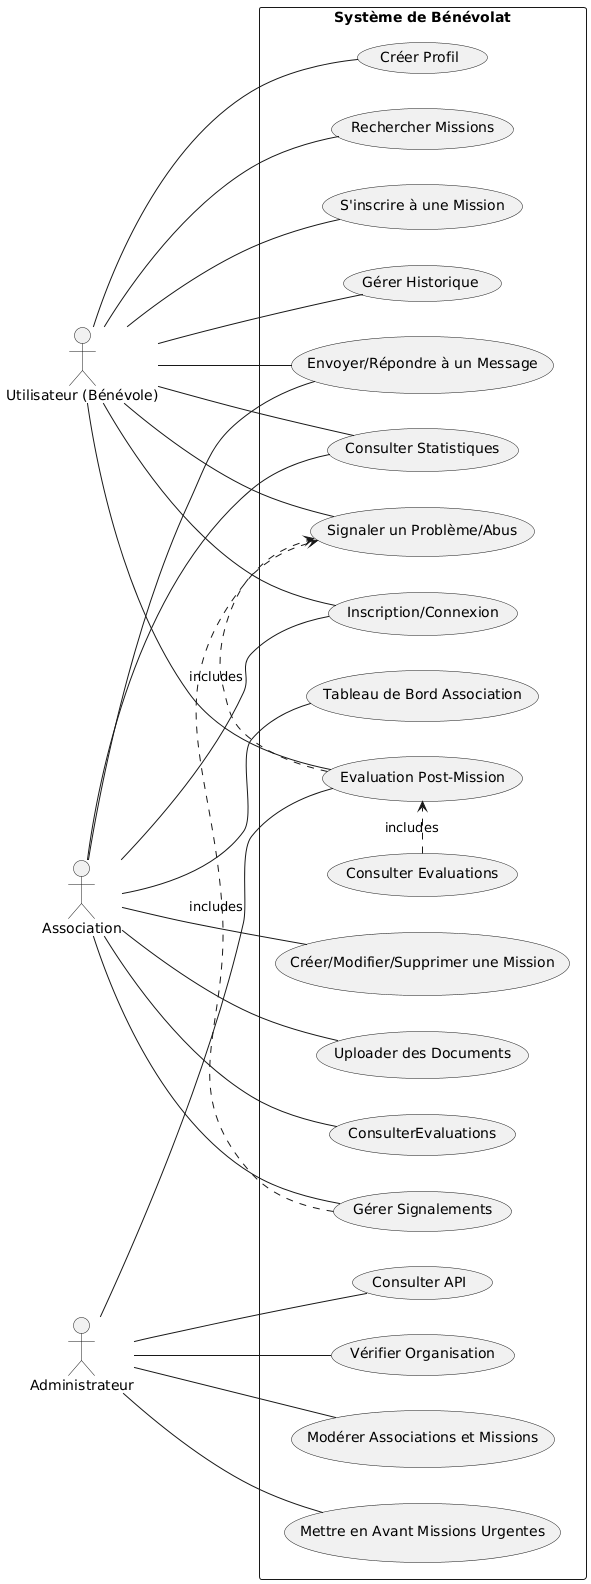 Système de Bénévolat
Créer Profil
Rechercher Missions
S'inscrire à une Mission
Gérer Historique
Envoyer/Répondre à un Message
Utilisateur (Bénévole)
Consulter Statistiques
Signaler un Problème/Abus
Inscription/Connexion
includes
Tableau de Bord Association
Evaluation Post-Mission
includes
Consulter Evaluations
includes
Association
Créer/Modifier/Supprimer une Mission
Uploader des Documents
ConsulterEvaluations
Gérer Signalements
Consulter API
Vérifier Organisation
Administrateur
Modérer Associations et Missions
Mettre en Avant Missions Urgentes